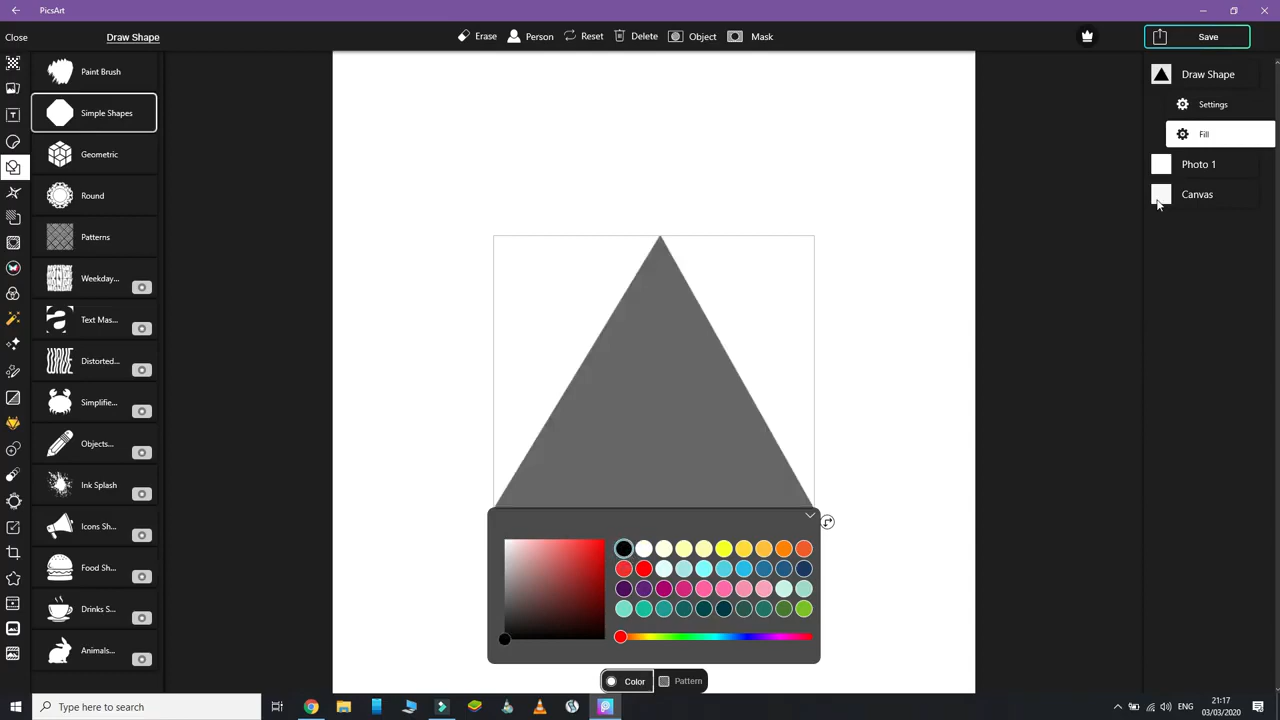 PicsArt
Close
Draw Shape
Erase
Person
Reset
Delete
Object
Mask
Save
Paint Brush
Simple Shapes
Geometric
Round
Patterns
Weekday...
Text Mas...
Distorted...
Simplifie...
Objects...
Ink Splash
Icons Sh...
Food Sh...
Drinks S...
Animals...
Draw Shape
Settings
Fill
Photo 1
Canvas
Color
Pattern
Type here to search
ENG
21:17
03/03/2020